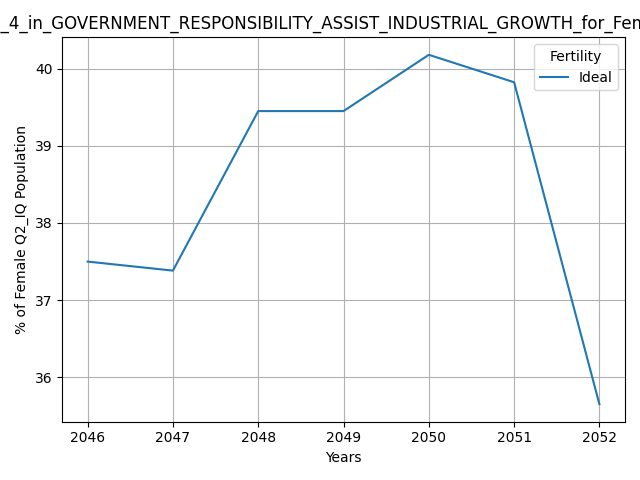 _4_in_GOVERNMENT_RESPONSIBILITY_ASSIST_INDUSTRIAL_GROWTH_for_Fem
Fertility
Ideal
40
39
38
37
36
% of Female Q2_IQ Population
2046 2047 2048 2049 2050 2051 2052
Years